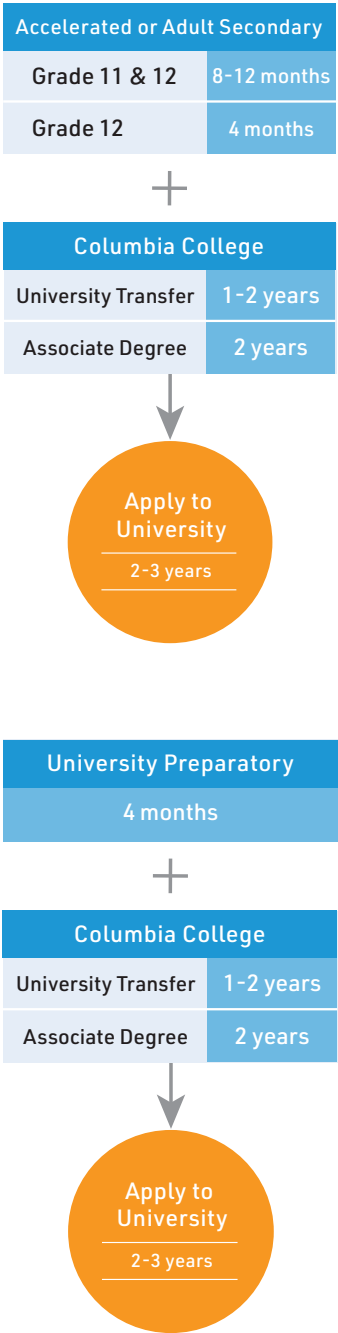 Accelerated or Adult Secondary
Grade 11 & 12 8-12 months
Grade 12 4 months
+
Columbia College
University Transfer 1-2 years
Associate Degree 2 years
Apply to
University
2-3 years
University Preparatory
4 months
+
Columbia College
University Transfer 1-2 years
Associate Degree 2 years
Apply to
University
2-3 years